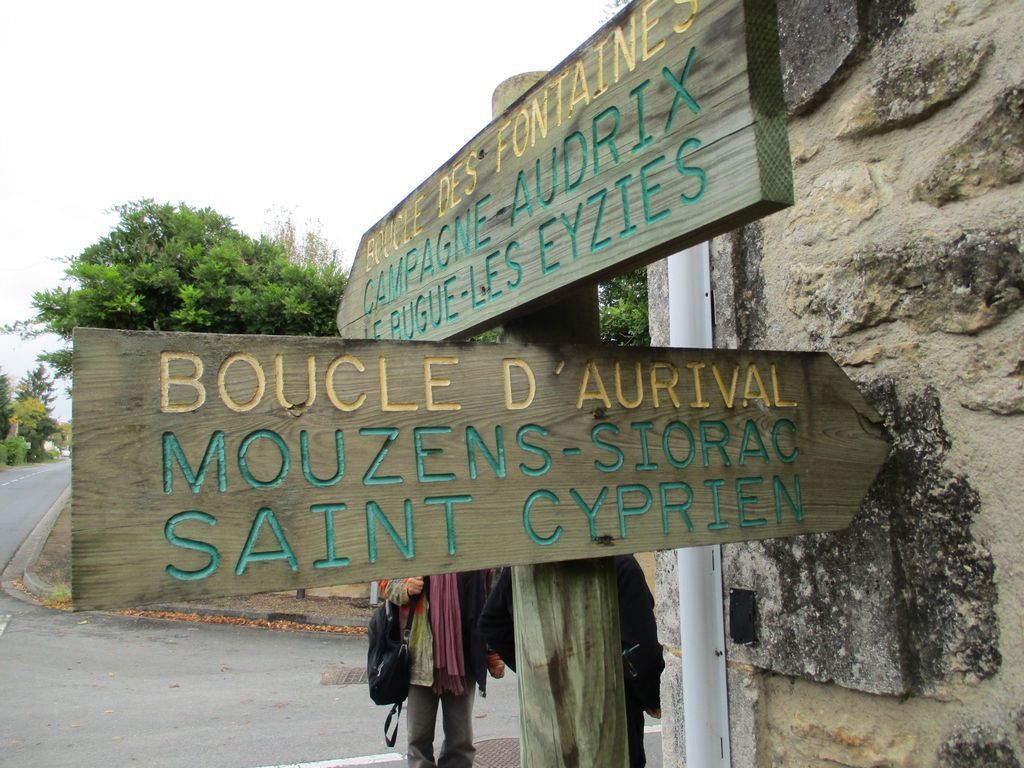 BOUCLE DES FONTAINES
CAMPAGNE AUDRIX
LE BUGUE-LES EYZIES
BOUCLE D'AURIVAL
MOUZENS-SIORAC
SAINT CYPRIEN